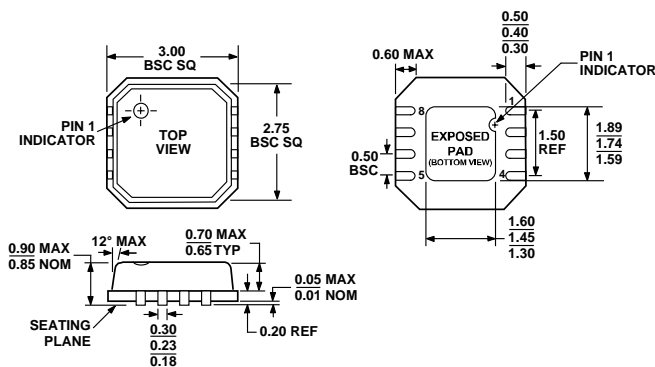 3.00
BSC SQ
PIN 1
INDICATOR
TOP
VIEW
2.75
BSC SQ
0.60 MAX
0.50
0.40
0.30
PIN 1
INDICATOR
8
1
EXPOSED
PAD
(BOTTOM VIEW)
5
4
0.50
BSC
1.50
REF
1.89
1.74
1.59
1.60
1.45
1.30
0.90 MAX
0.85 NOM
12° MAX
0.70 MAX
0.65 TYP
0.05 MAX
0.01 NOM
SEATING
PLANE
0.30
0.23
0.18
0.20 REF